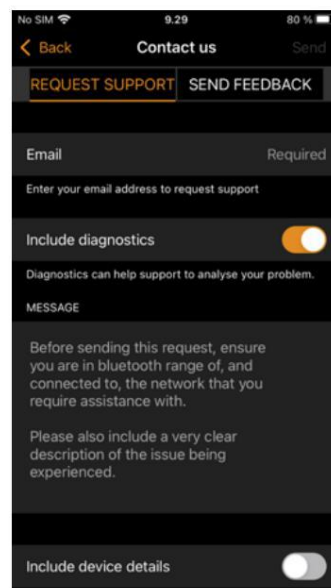 No SIM 9.29 80 %
Back Contact us Send
REQUEST SUPPORT SEND FEEDBACK
Email Required
Enter your email address to request support
Include diagnostics
Diagnostics can help support to analyse your problem.
MESSAGE
Before sending this request, ensure
you are in bluetooth range of, and
connected to, the network that you
require assistance with.
Please also include a very clear
description of the issue being
experienced.
Include device details